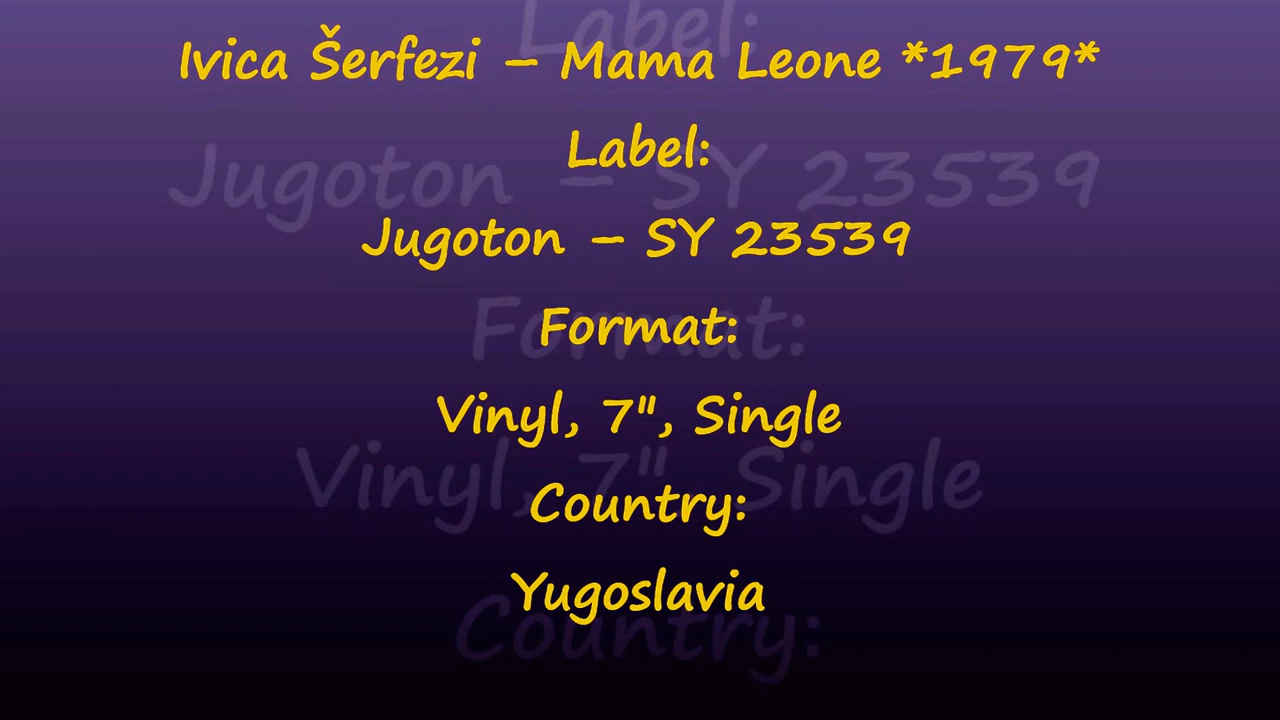 Ivica Šerfezi – Mama Leone *1979*
Label:
Jugoton – SY 23539
Format:
Vinyl, 7", Single
Country:
Yugoslavia